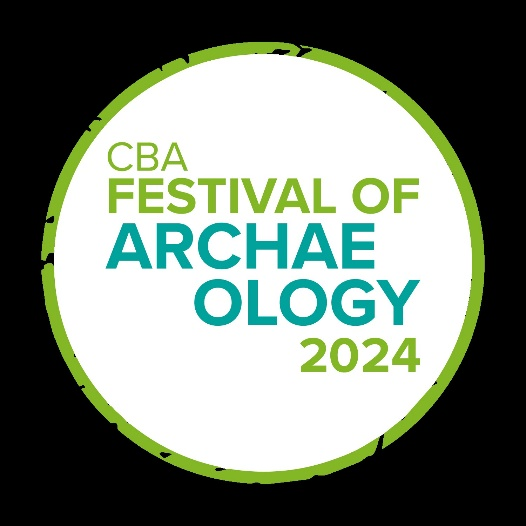 CBA
FESTIVAL OF
ARCHAE
OLOGY
2024